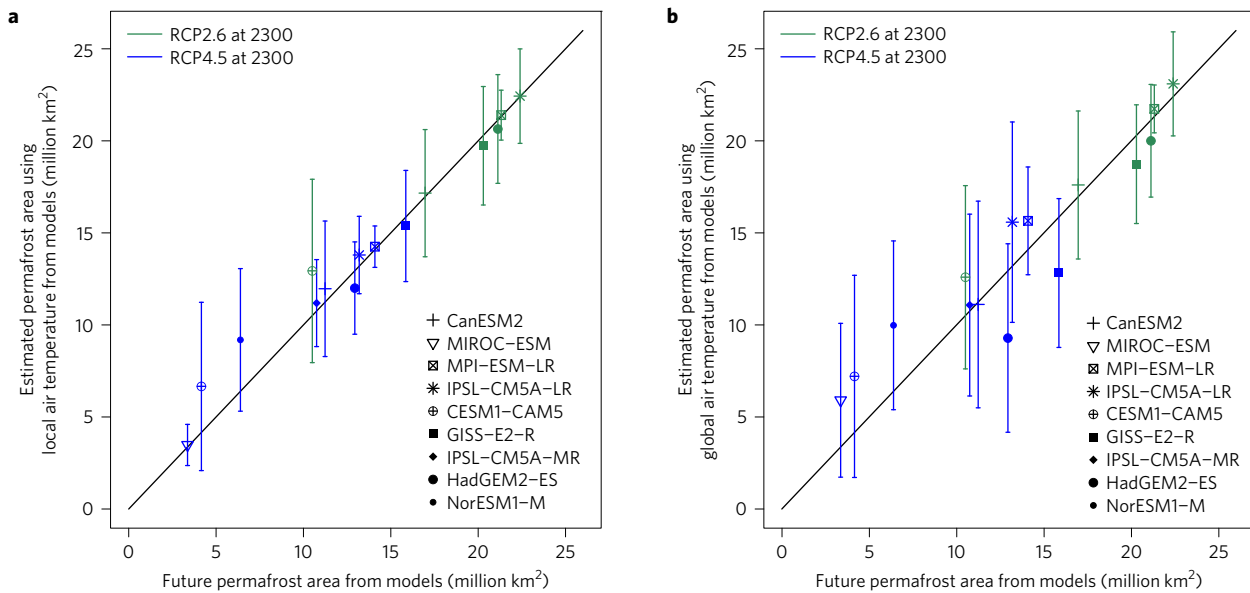 a
RCP2.6 at 2300
RCP4.5 at 2300
25
20
15
10
5
0
Estimated permafrost area using
local air temperature from models (million km²)
CanESM2
MIROC−ESM
MPI−ESM−LR
IPSL−CM5A−LR
CESM1−CAM5
GISS−E2−R
IPSL−CM5A−MR
HadGEM2−ES
NorESM1−M
0 5 10 15 20 25
Future permafrost area from models (million km²)
b
RCP2.6 at 2300
RCP4.5 at 2300
25
20
15
10
5
0
Estimated permafrost area using
global air temperature from models (million km²)
CanESM2
MIROC−ESM
MPI−ESM−LR
IPSL−CM5A−LR
CESM1−CAM5
GISS−E2−R
IPSL−CM5A−MR
HadGEM2−ES
NorESM1−M
0 5 10 15 20 25
Future permafrost area from models (million km²)